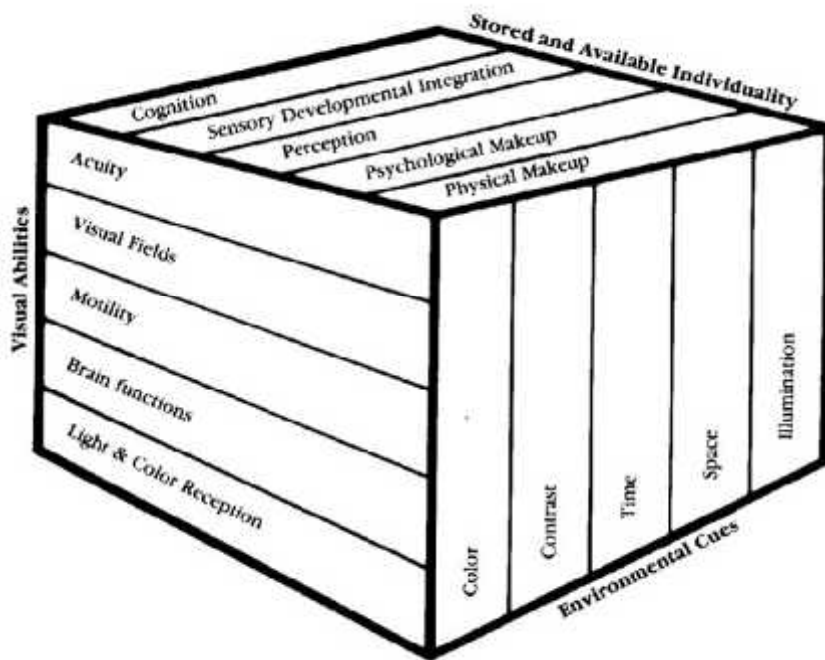 Stored and Available Individuality
Cognition
Sensory Developmental Integration
Perception
Psychological Makeup
Physical Makeup
Visual Abilities
Acuity
Visual Fields
Motility
Brain functions
Light & Color Reception
Color
Contrast
Time
Space
Illumination
Environmental Cues